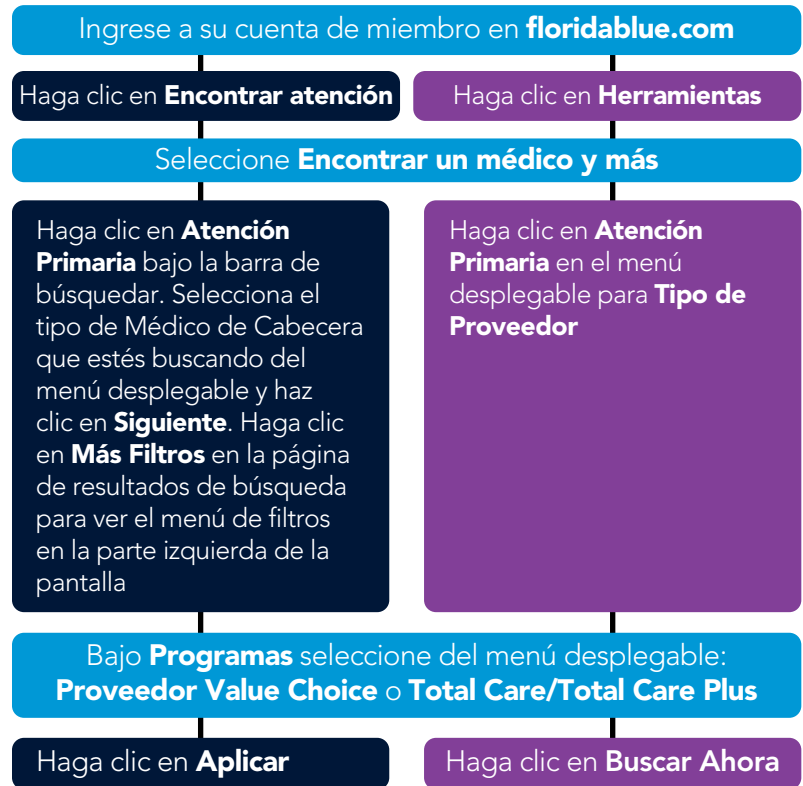 Ingrese a su cuenta de miembro en floridablue.com
Haga clic en Encontrar atención
Haga clic en Herramientas
Seleccione Encontrar un médico y más
Haga clic en Atención
Primaria bajo la barra de
búsquedar. Selecciona el
tipo de Médico de Cabecera
que estés buscando del
menú desplegable y haz
clic en Siguiente. Haga clic
en Más Filtros en la página
de resultados de búsqueda
para ver el menú de filtros
en la parte izquierda de la
pantalla
Haga clic en Atención
Primaria en el menú
desplegable para Tipo de
Proveedor
Bajo Programas seleccione del menú desplegable:
Proveedor Value Choice o Total Care/Total Care Plus
Haga clic en Aplicar
Haga clic en Buscar Ahora